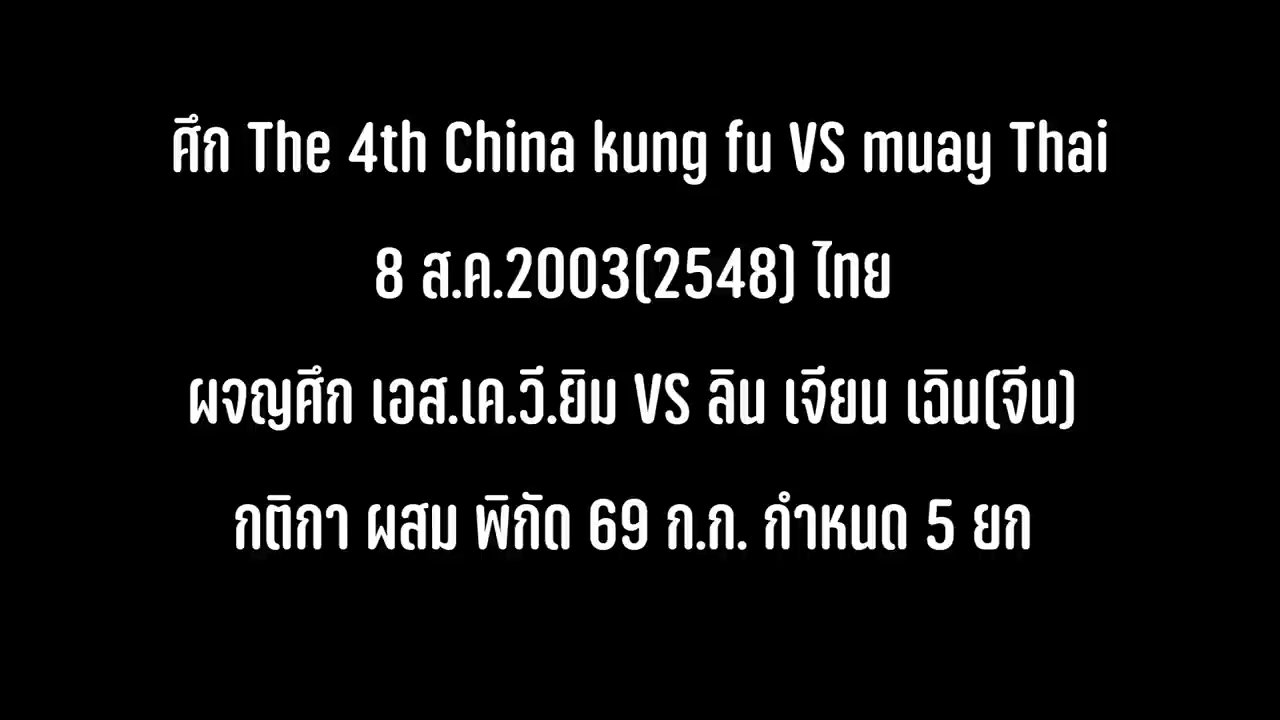 ศึก The 4th China kung fu VS muay Thai
8 ส.ค.2003(2548) ไทย
ผจญศึก เอส.เค.วี.ยิม VS ลิน เจียน เฉิน(จีน)
กติกา ผสม พิกัด 69 ก.ก. กำหนด 5 ยก